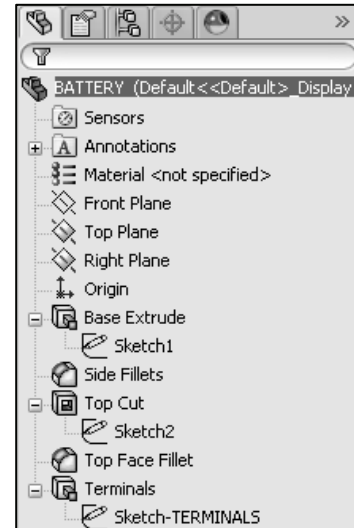 BATTERY (Default<<Default>_Display
Sensors
Annotations
Material <not specified>
Front Plane
Top Plane
Right Plane
Origin
Base Extrude
Sketch1
Side Fillets
Top Cut
Sketch2
Top Face Fillet
Terminals
Sketch-TERMINALS